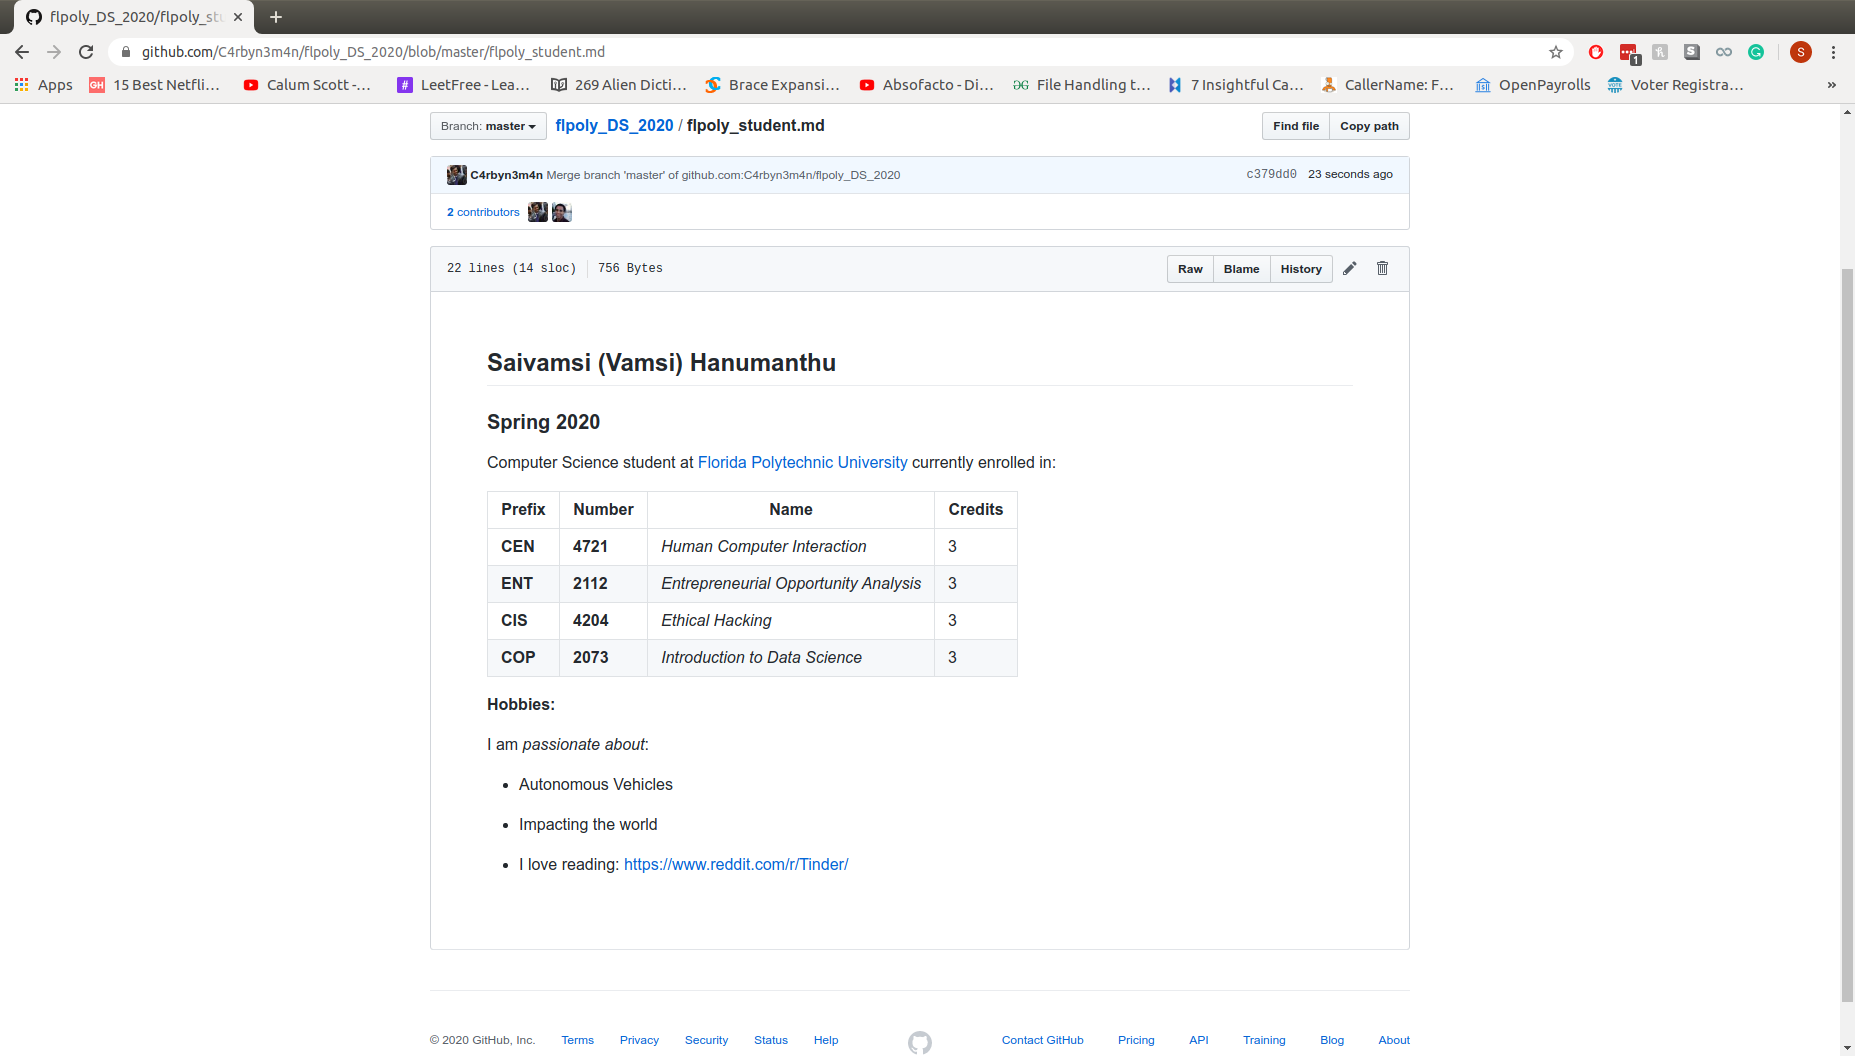 flpoly_DS_2020/flpoly_stu
github.com/C4rbyn3m4n/flpoly_DS_2020/blob/master/flpoly_student.md
1
S
Apps
GH 15 Best Netfli...
Calum Scott -...
# LeetFree - Lea...
269 Alien Dicti...
Brace Expansi...
Absofacto - Di...
File Handling t...
7 Insightful Ca...
CallerName: F...
OpenPayrolls
VOTE Voter Registra...
»
Branch: master
flpoly_DS_2020 / flpoly_student.md
Find file
Copy path
C4rbyn3m4n Merge branch 'master' of github.com:C4rbyn3m4n/flpoly_DS_2020
c379dd0 23 seconds ago
2 contributors
22 lines (14 sloc) 756 Bytes
Raw
Blame
History
Saivamsi (Vamsi) Hanumanthu
Spring 2020
Computer Science student at Florida Polytechnic University currently enrolled in:
Prefix Number Name Credits
CEN 4721 Human Computer Interaction 3
ENT 2112 Entrepreneurial Opportunity Analysis 3
CIS 4204 Ethical Hacking 3
COP 2073 Introduction to Data Science 3
Hobbies:
I am passionate about:
• Autonomous Vehicles
• Impacting the world
• I love reading: https://www.reddit.com/r/Tinder/
© 2020 GitHub, Inc. Terms Privacy Security Status Help Contact GitHub Pricing API Training Blog About